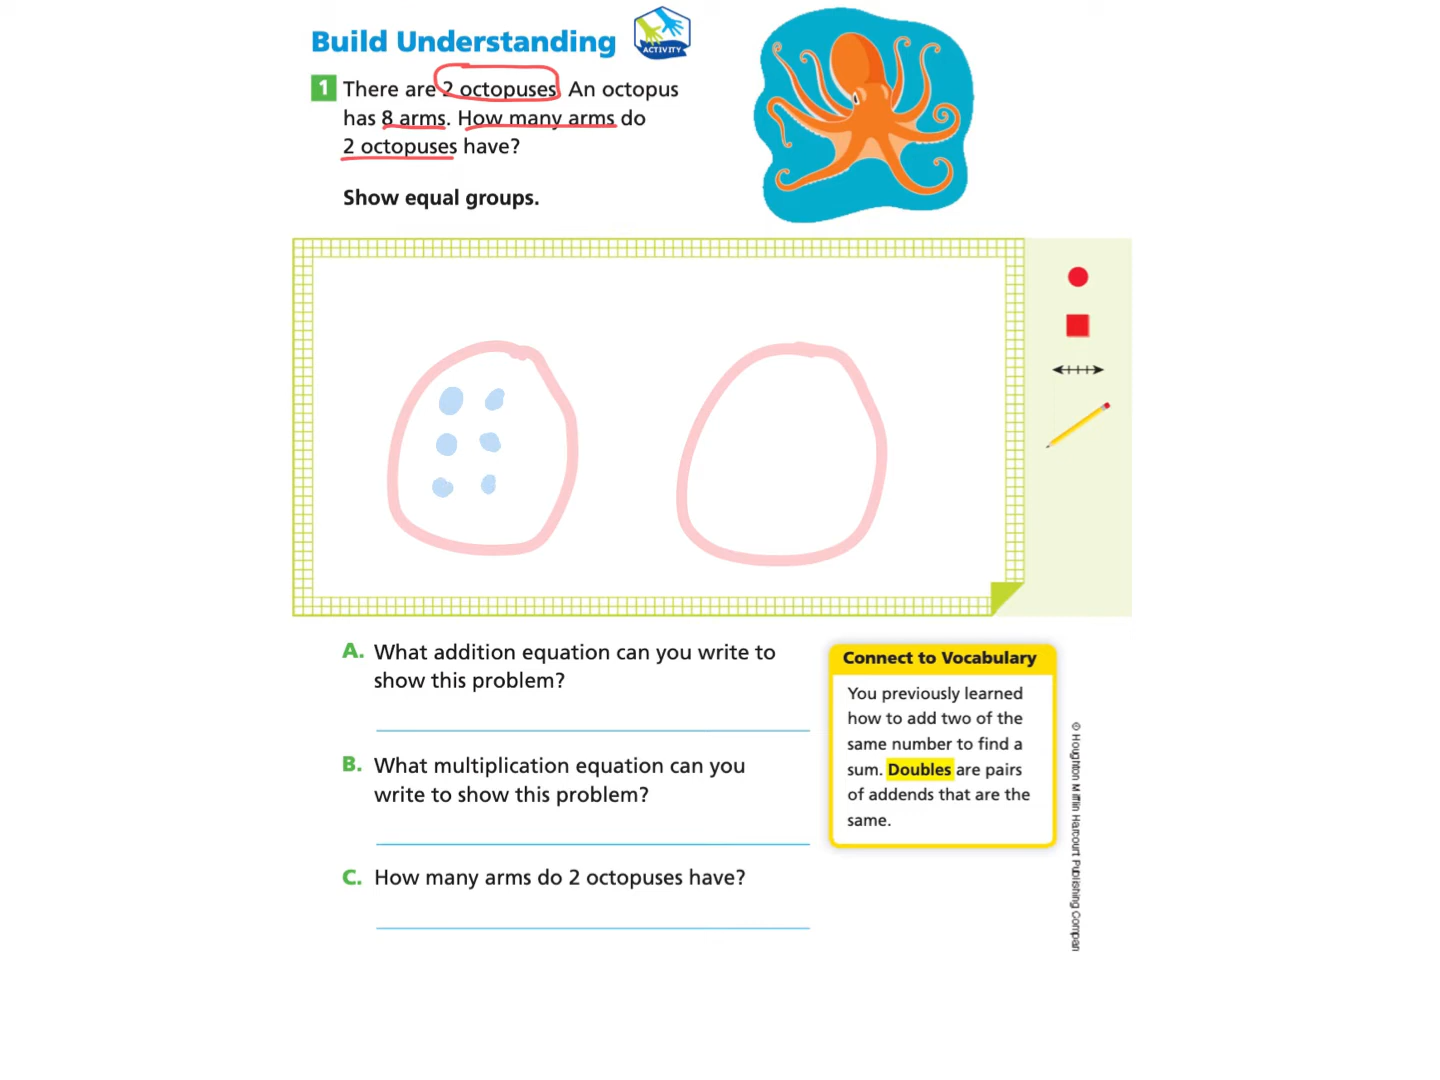 Build Understanding
ACTIVITY
1 There are 2 octopuses. An octopus
has 8 arms. How many arms do
2 octopuses have?
Show equal groups.
A. What addition equation can you write to
show this problem?
B. What multiplication equation can you
write to show this problem?
C. How many arms do 2 octopuses have?
Connect to Vocabulary
You previously learned
how to add two of the
same number to find a
sum. Doubles are pairs
of addends that are the
same.
© Houghton Mifflin Harcourt Publishing Compan